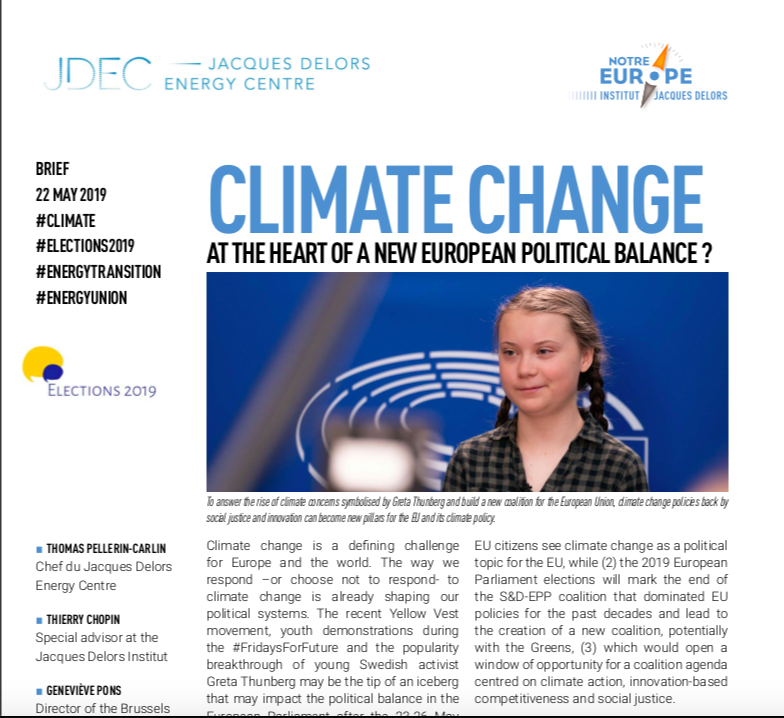 JDEC — JACQUES DELORS
ENERGY CENTRE
NOTRE
EUROPE
INSTITUT JACQUES DELORS
BRIEF
22 MAY 2019
#CLIMATE
#ELECTIONS2019
#ENERGYTRANSITION
#ENERGYUNION
ELECTIONS 2019
CLIMATE CHANGE
AT THE HEART OF A NEW EUROPEAN POLITICAL BALANCE ?
To answer the rise of climate concerns symbolised by Greta Thunberg and build a new coalition for the European Union, climate change policies back by
social justice and innovation can become new pillars for the EU and its climate policy.
▪ THOMAS PELLERIN-CARLIN
Chef du Jacques Delors
Energy Centre
▪ THIERRY CHOPIN
Special advisor at the
Jacques Delors Institut
▪ GENEVIÈVE PONS
Director of the Brussels
Climate change is a defining challenge
for Europe and the world. The way we
respond –or choose not to respond- to
climate change is already shaping our
political systems. The recent Yellow Vest
movement, youth demonstrations during
the #FridaysForFuture and the popularity
breakthrough of young Swedish activist
Greta Thunberg may be the tip of an iceberg
that may impact the political balance in the
European Parliament after the 23-26 May
EU citizens see climate change as a political
topic for the EU, while (2) the 2019 European
Parliament elections will mark the end of
the S&D-EPP coalition that dominated EU
policies for the past decades and lead to
the creation of a new coalition, potentially
with the Greens, (3) which would open a
window of opportunity for a coalition agenda
centred on climate action, innovation-based
competitiveness and social justice.